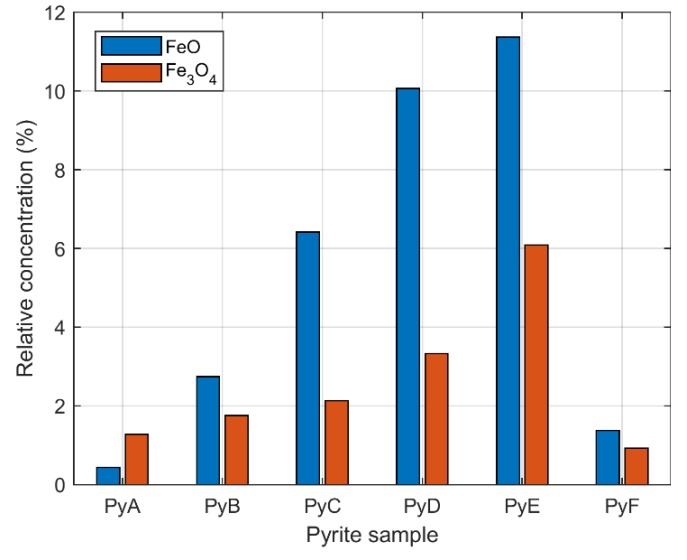 12
10
8
6
4
2
0
Relative concentration (%)
FeO
Fe₃O₄
PyA PyB PyC PyD PyE PyF
Pyrite sample